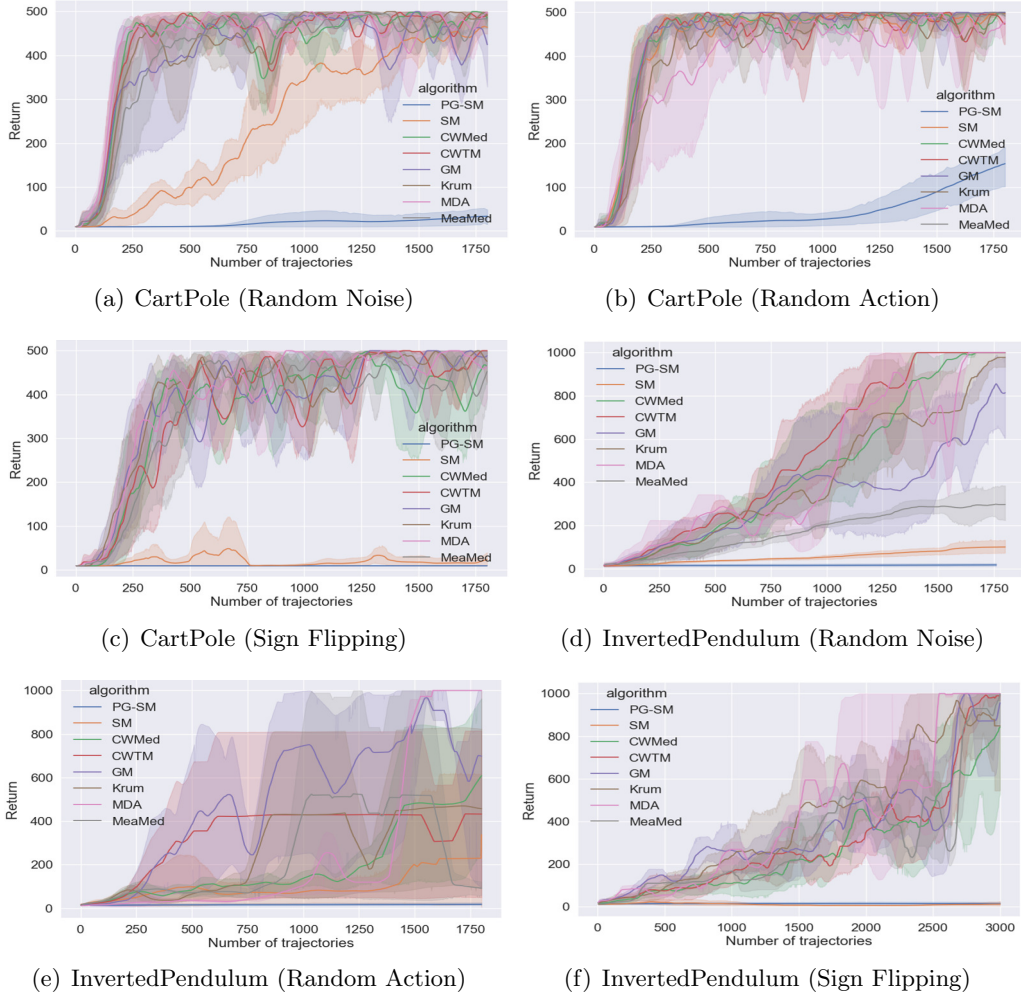 500
400
300
200
100
0
Return
0 250 500 750 1000 1250 1500 1750
Number of trajectories
algorithm
PG-SM
SM
CWMed
CWTM
GM
Krum
MDA
MeaMed
(a) CartPole (Random Noise)
500
400
300
200
100
0
Return
0 250 500 750 1000 1250 1500 1750
Number of trajectories
algorithm
PG-SM
SM
CWMed
CWTM
GM
Krum
MDA
MeaMed
(b) CartPole (Random Action)
500
400
300
200
100
0
Return
0 250 500 750 1000 1250 1500 1750
Number of trajectories
algorithm
PG-SM
SM
CWMed
CWTM
GM
Krum
MDA
MeaMed
(c) CartPole (Sign Flipping)
1000
800
600
400
200
0
Return
0 250 500 750 1000 1250 1500 1750
Number of trajectories
algorithm
PG-SM
SM
CWMed
CWTM
GM
Krum
MDA
MeaMed
(d) InvertedPendulum (Random Noise)
1000
800
600
400
200
0
Return
0 250 500 750 1000 1250 1500 1750
Number of trajectories
algorithm
PG-SM
SM
CWMed
CWTM
GM
Krum
MDA
MeaMed
(e) InvertedPendulum (Random Action)
1000
800
600
400
200
0
Return
0 500 1000 1500 2000 2500 3000
Number of trajectories
algorithm
PG-SM
SM
CWMed
CWTM
GM
Krum
MDA
MeaMed
(f) InvertedPendulum (Sign Flipping)